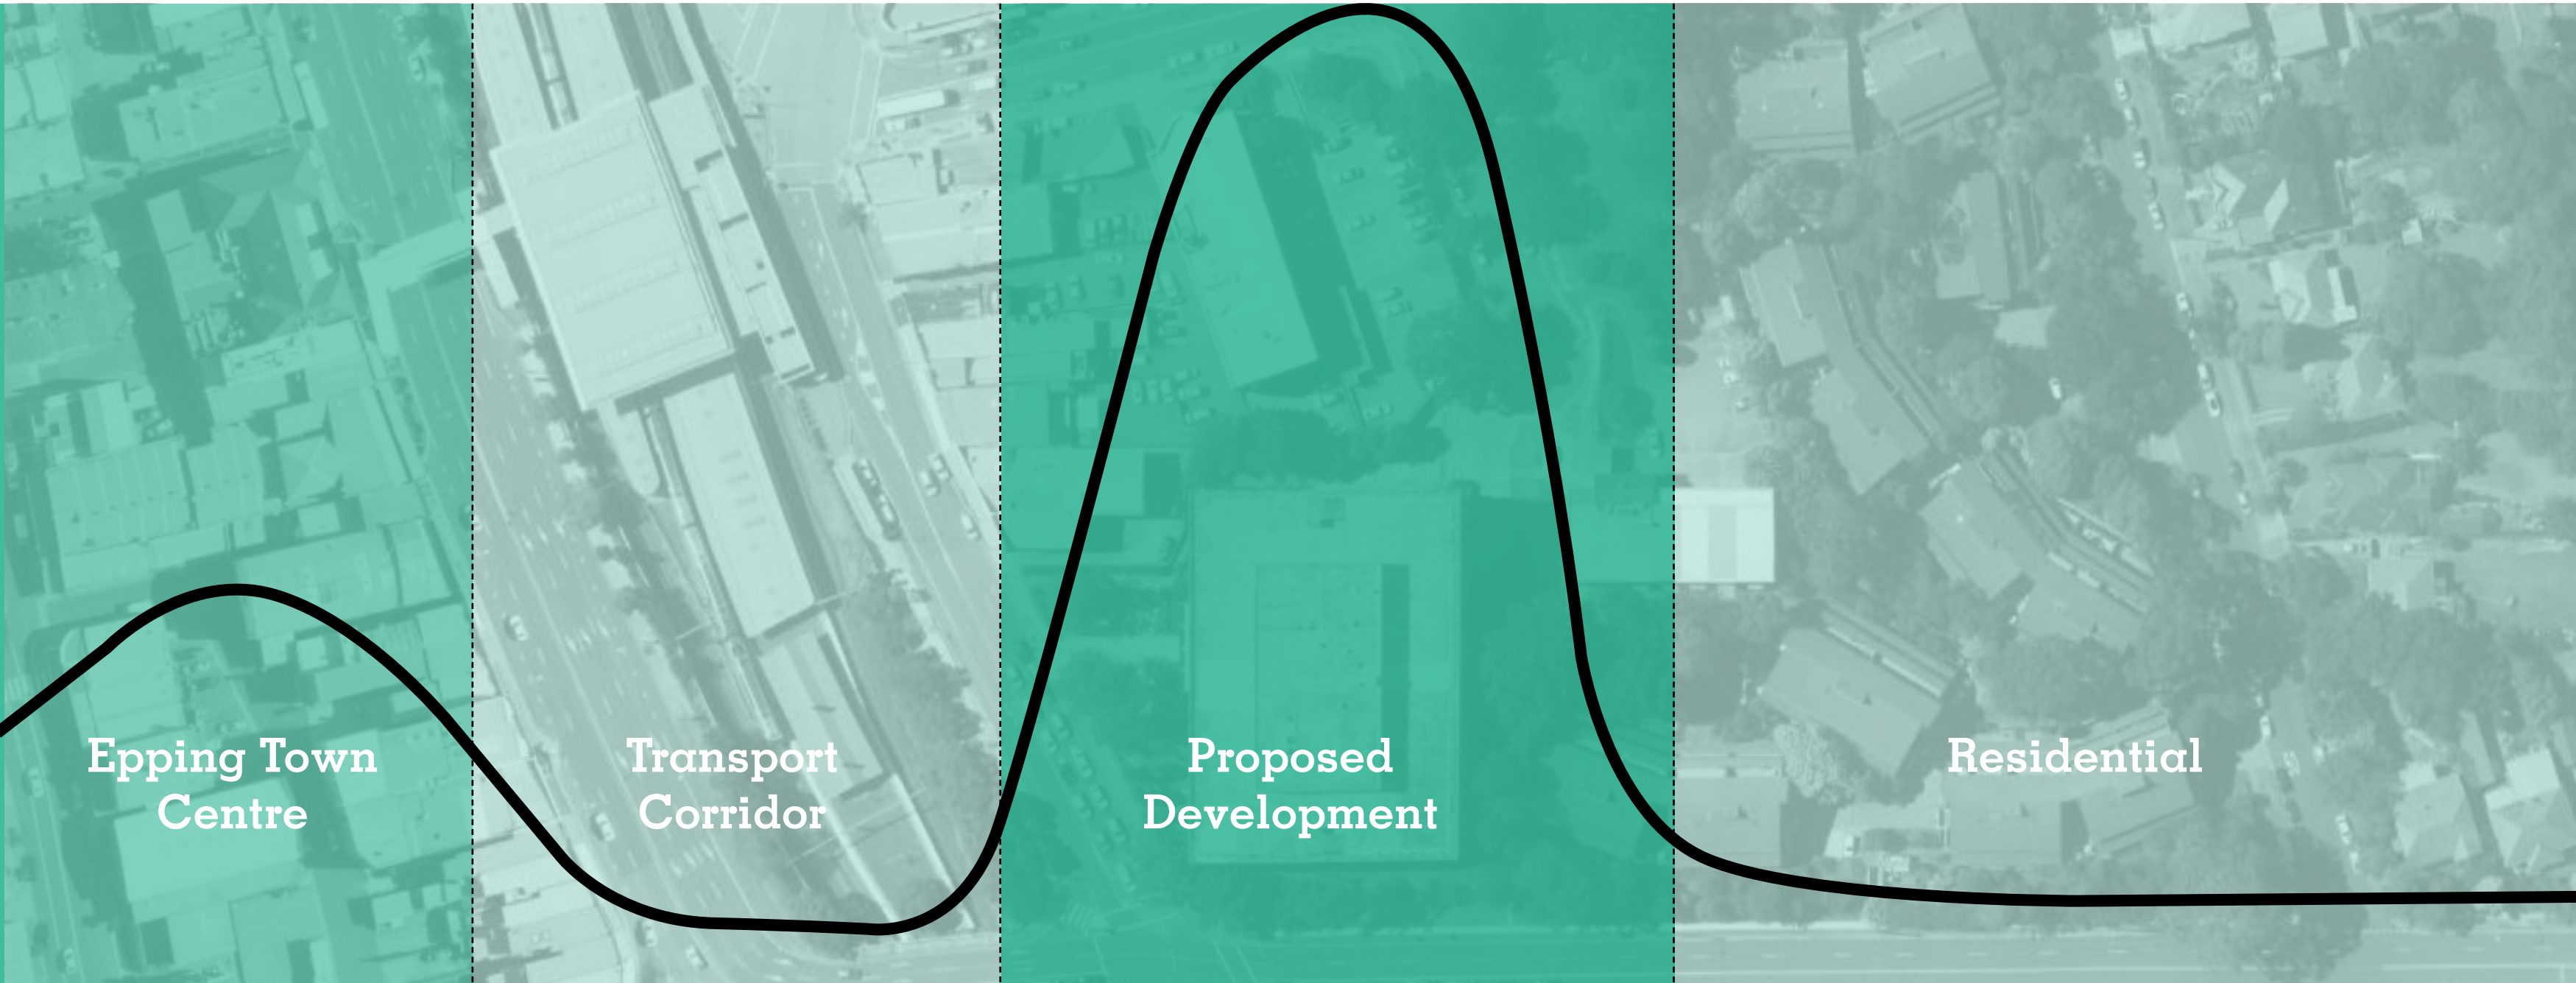 Epping Town
Centre
Transport
Corridor
Proposed
Development
Residential